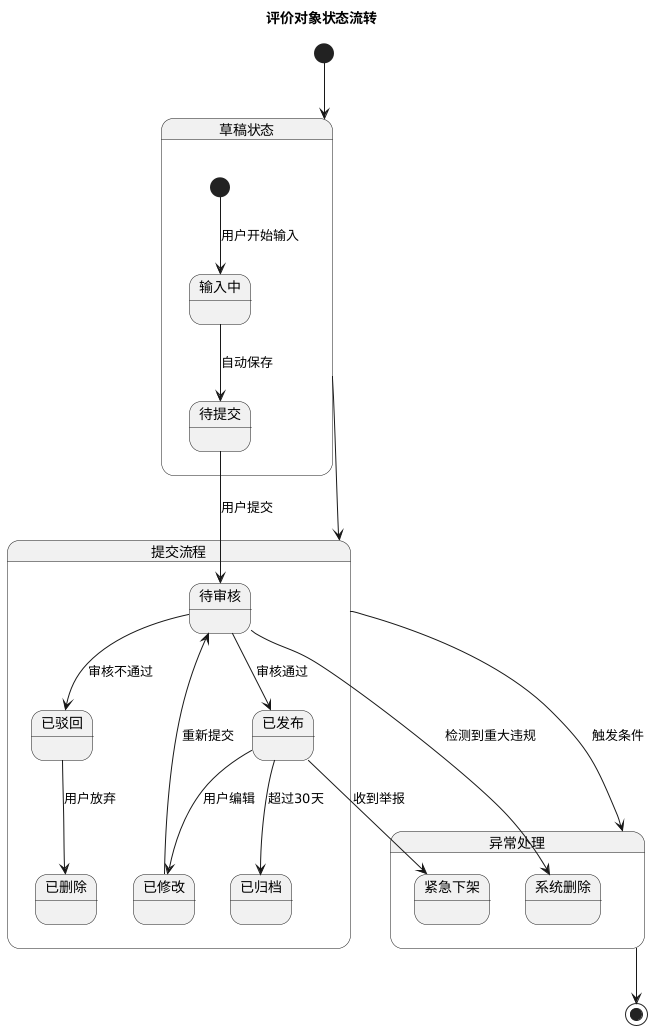 评价对象状态流转
草稿状态
用户开始输入
输入中
自动保存
待提交
用户提交
提交流程
待审核
审核不通过
审核通过
已驳回
已发布
重新提交
检测到重大违规
触发条件
用户放弃
用户编辑
超过30天
收到举报
异常处理
已删除
已修改
已归档
紧急下架
系统删除